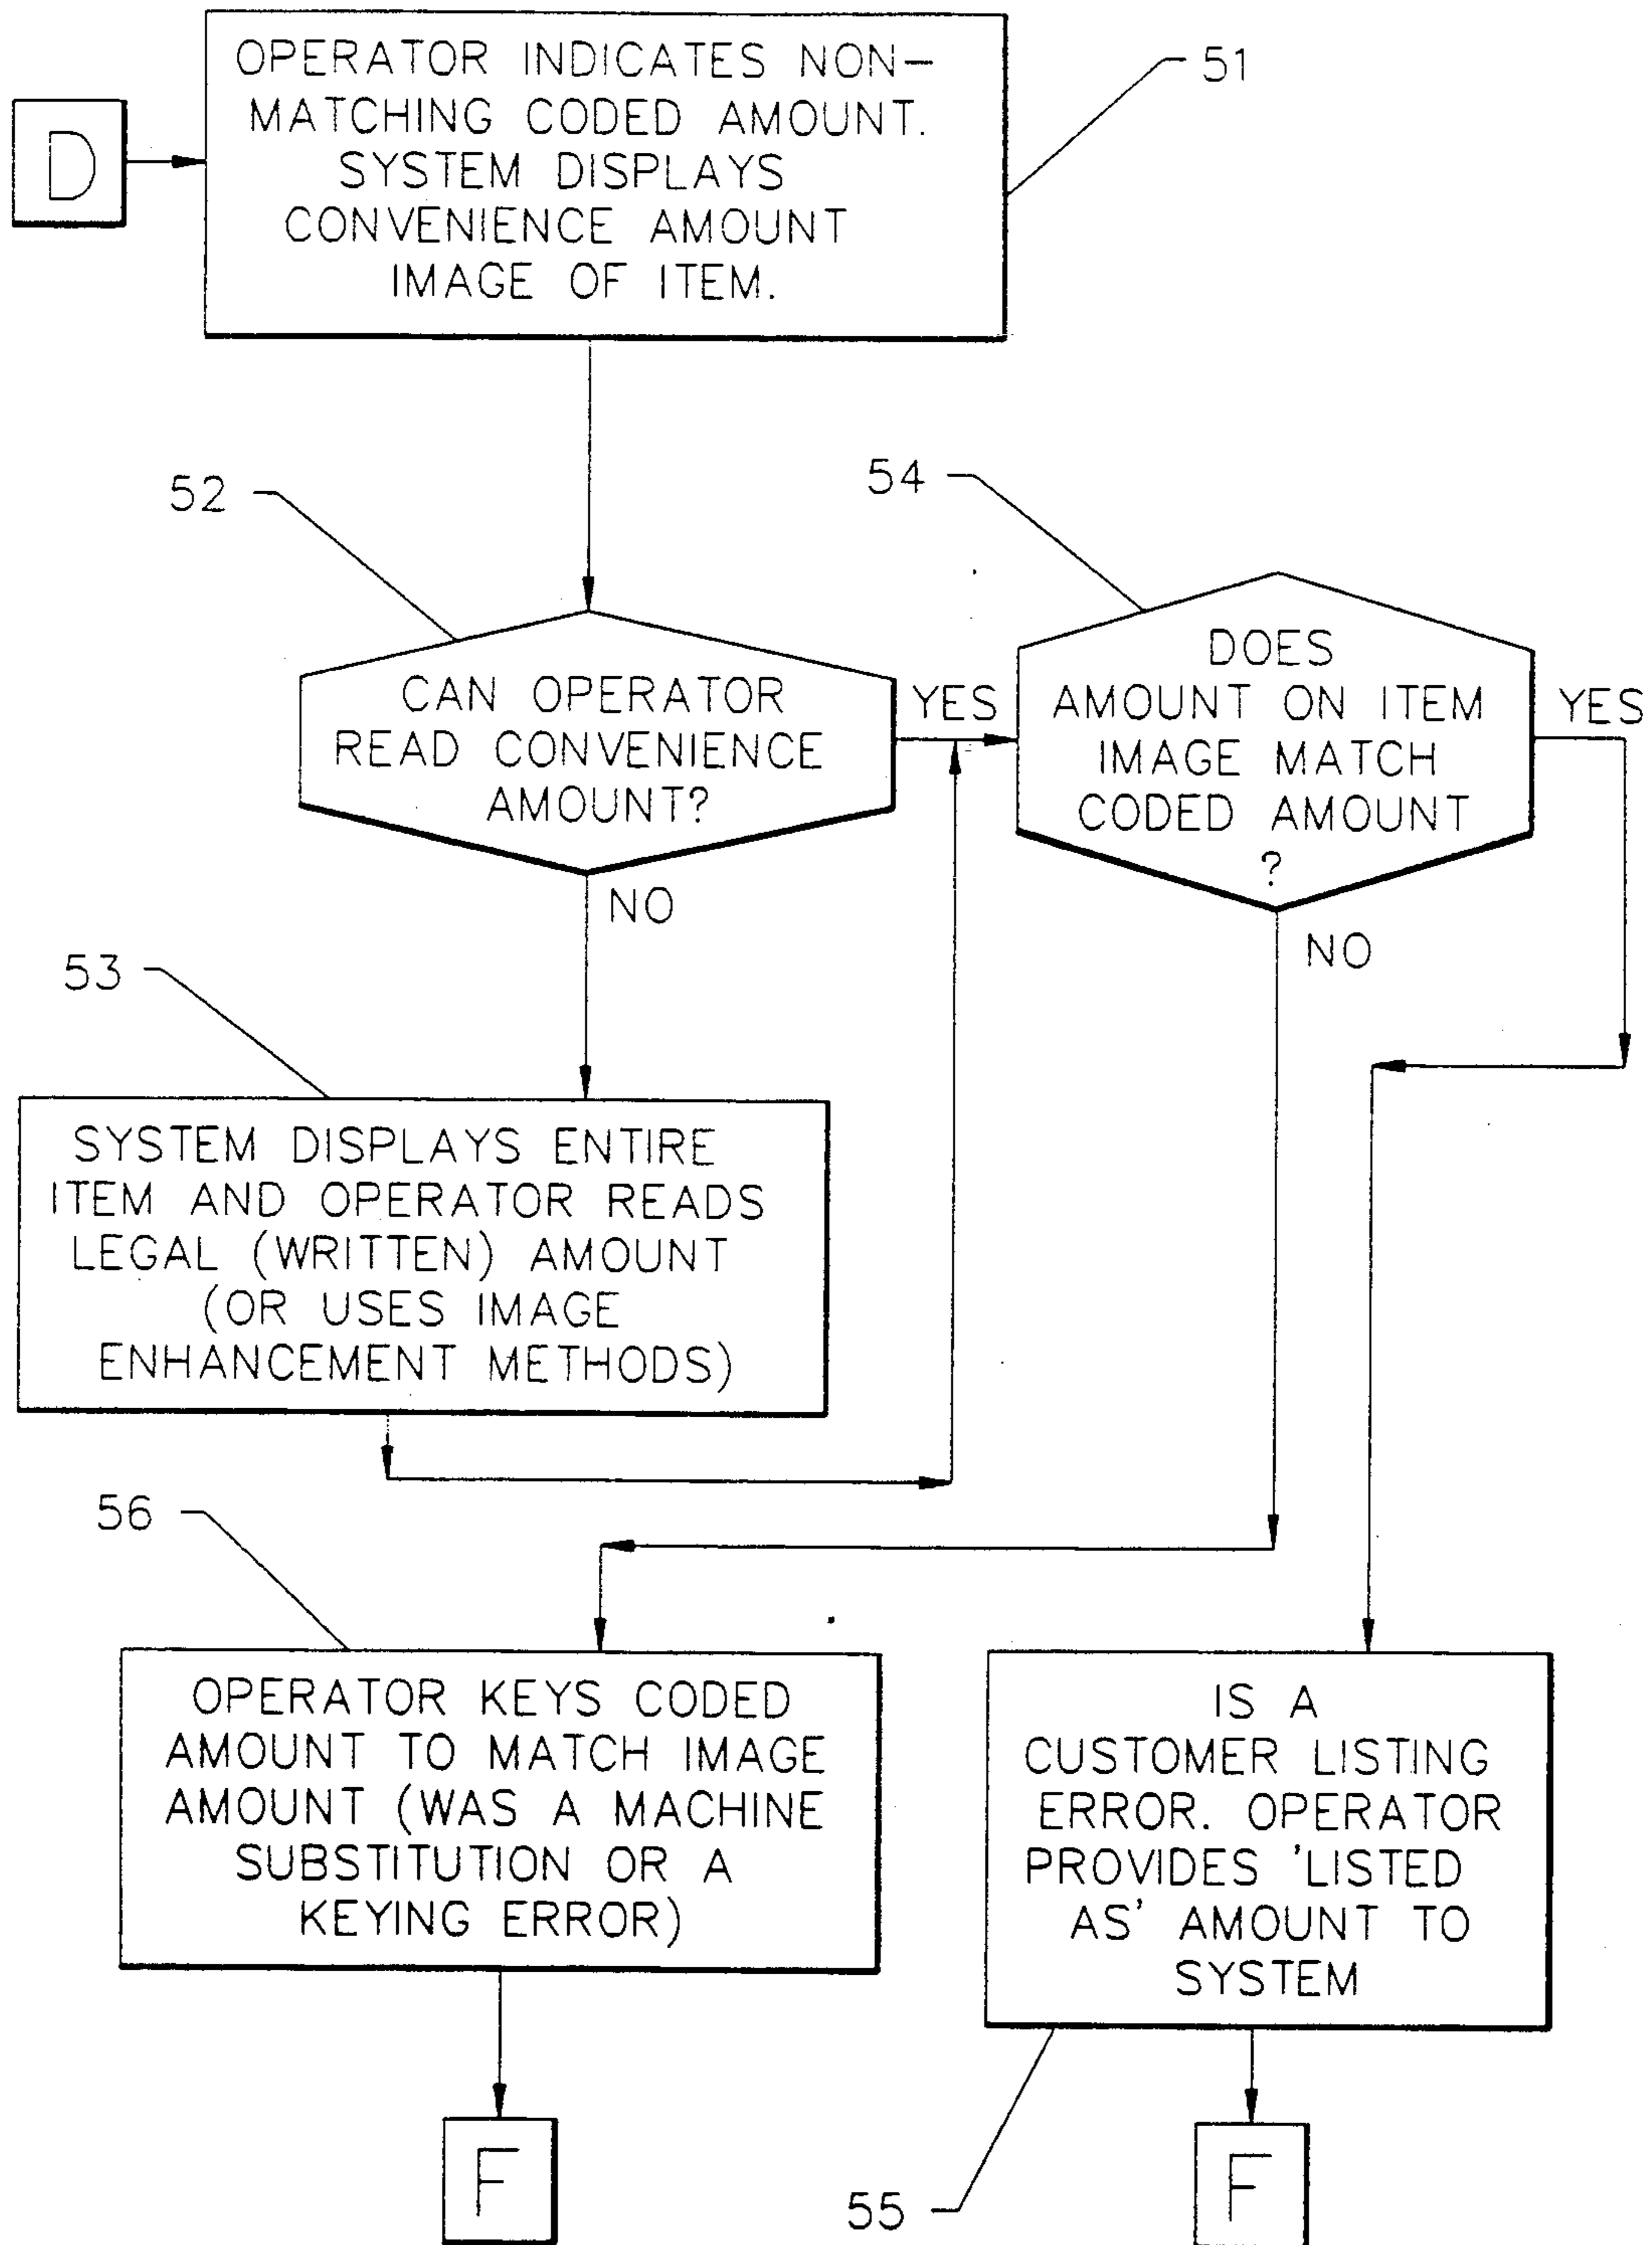 D
OPERATOR INDICATES NON-
MATCHING CODED AMOUNT.
SYSTEM DISPLAYS
CONVENIENCE AMOUNT
IMAGE OF ITEM.
51
52
CAN OPERATOR
READ CONVENIENCE
AMOUNT?
YES
NO
54
DOES
AMOUNT ON ITEM
IMAGE MATCH
CODED AMOUNT
?
YES
NO
53
SYSTEM DISPLAYS ENTIRE
ITEM AND OPERATOR READS
LEGAL (WRITTEN) AMOUNT
(OR USES IMAGE
ENHANCEMENT METHODS)
56
OPERATOR KEYS CODED
AMOUNT TO MATCH IMAGE
AMOUNT (WAS A MACHINE
SUBSTITUTION OR A
KEYING ERROR)
F
IS A
CUSTOMER LISTING
ERROR. OPERATOR
PROVIDES 'LISTED
AS' AMOUNT TO
SYSTEM
55
F